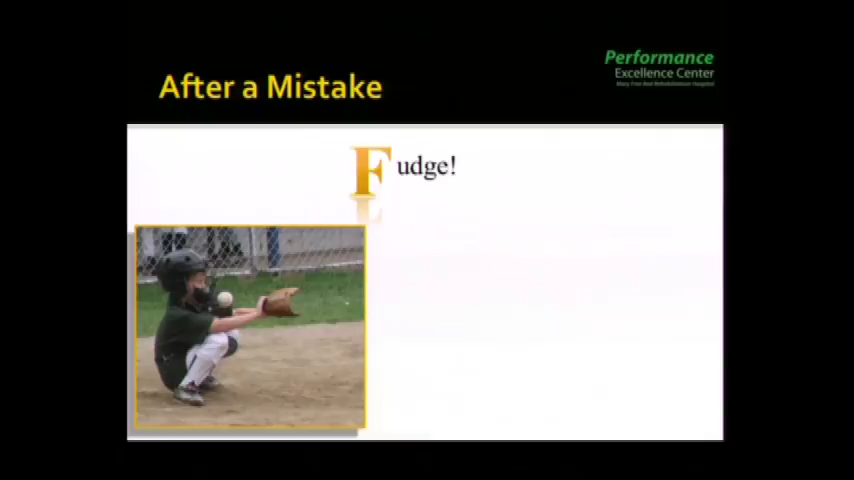 After a Mistake
Performance
Excellence Center
Mary Free Bed Rehabilitation Hospital
Fudge!